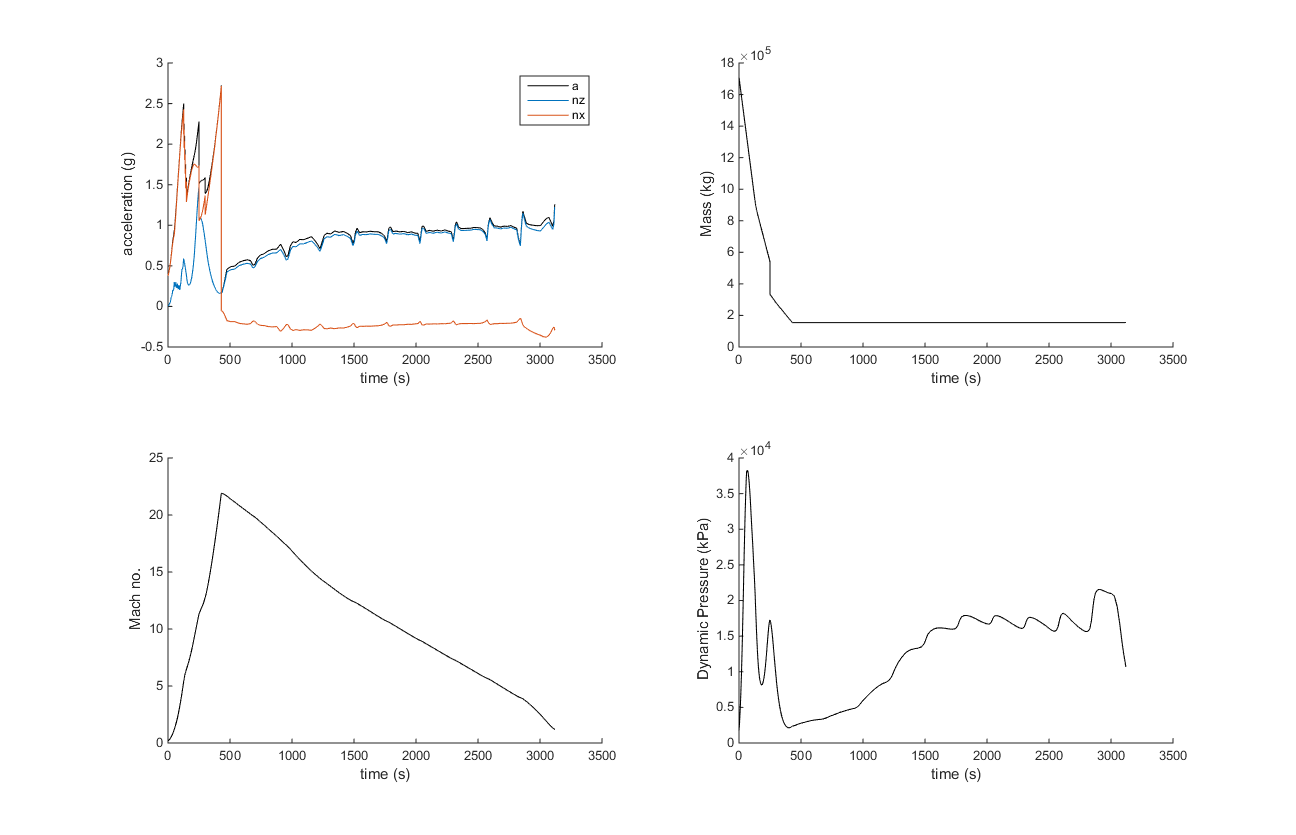 3
2.5
2
1.5
1
0.5
0
-0.5
acceleration (g)
a
nz
nx
0 500 1000 1500 2000 2500 3000 3500
time (s)
×10⁵
18
16
14
12
10
8
6
4
2
0
Mass (kg)
0 500 1000 1500 2000 2500 3000 3500
time (s)
25
20
15
10
5
0
Mach no.
0 500 1000 1500 2000 2500 3000 3500
time (s)
×10⁴
4
3.5
3
2.5
2
1.5
1
0.5
0
Dynamic Pressure (kPa)
0 500 1000 1500 2000 2500 3000 3500
time (s)